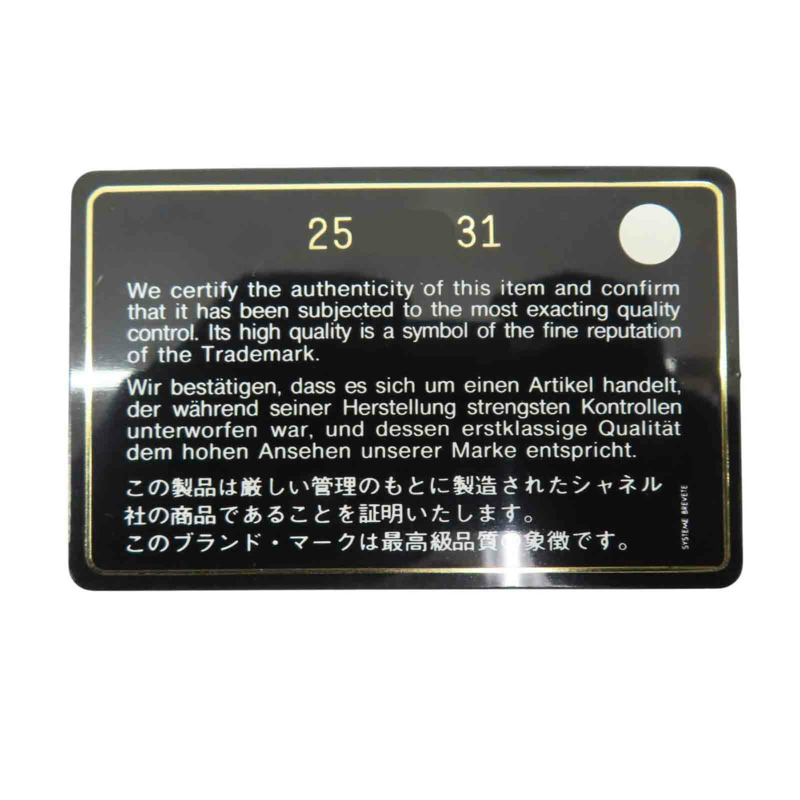 25 31
We certify the authenticity of this item and confirm
that it has been subjected to the most exacting quality
control. Its high quality is a symbol of the fine reputation
of the Trademark.
Wir bestätigen, dass es sich um einen Artikel handelt,
der während seiner Herstellung strengsten Kontrollen
unterworfen war, und dessen erstklassige Qualität
dem hohen Ansehen unserer Marke entspricht.
この製品は厳しい管理のもとに製造されたシャネル
社の商品であることを証明いたします。
このブランド・マークは最高級品質の象徴です。
SYSTEME BREVETE